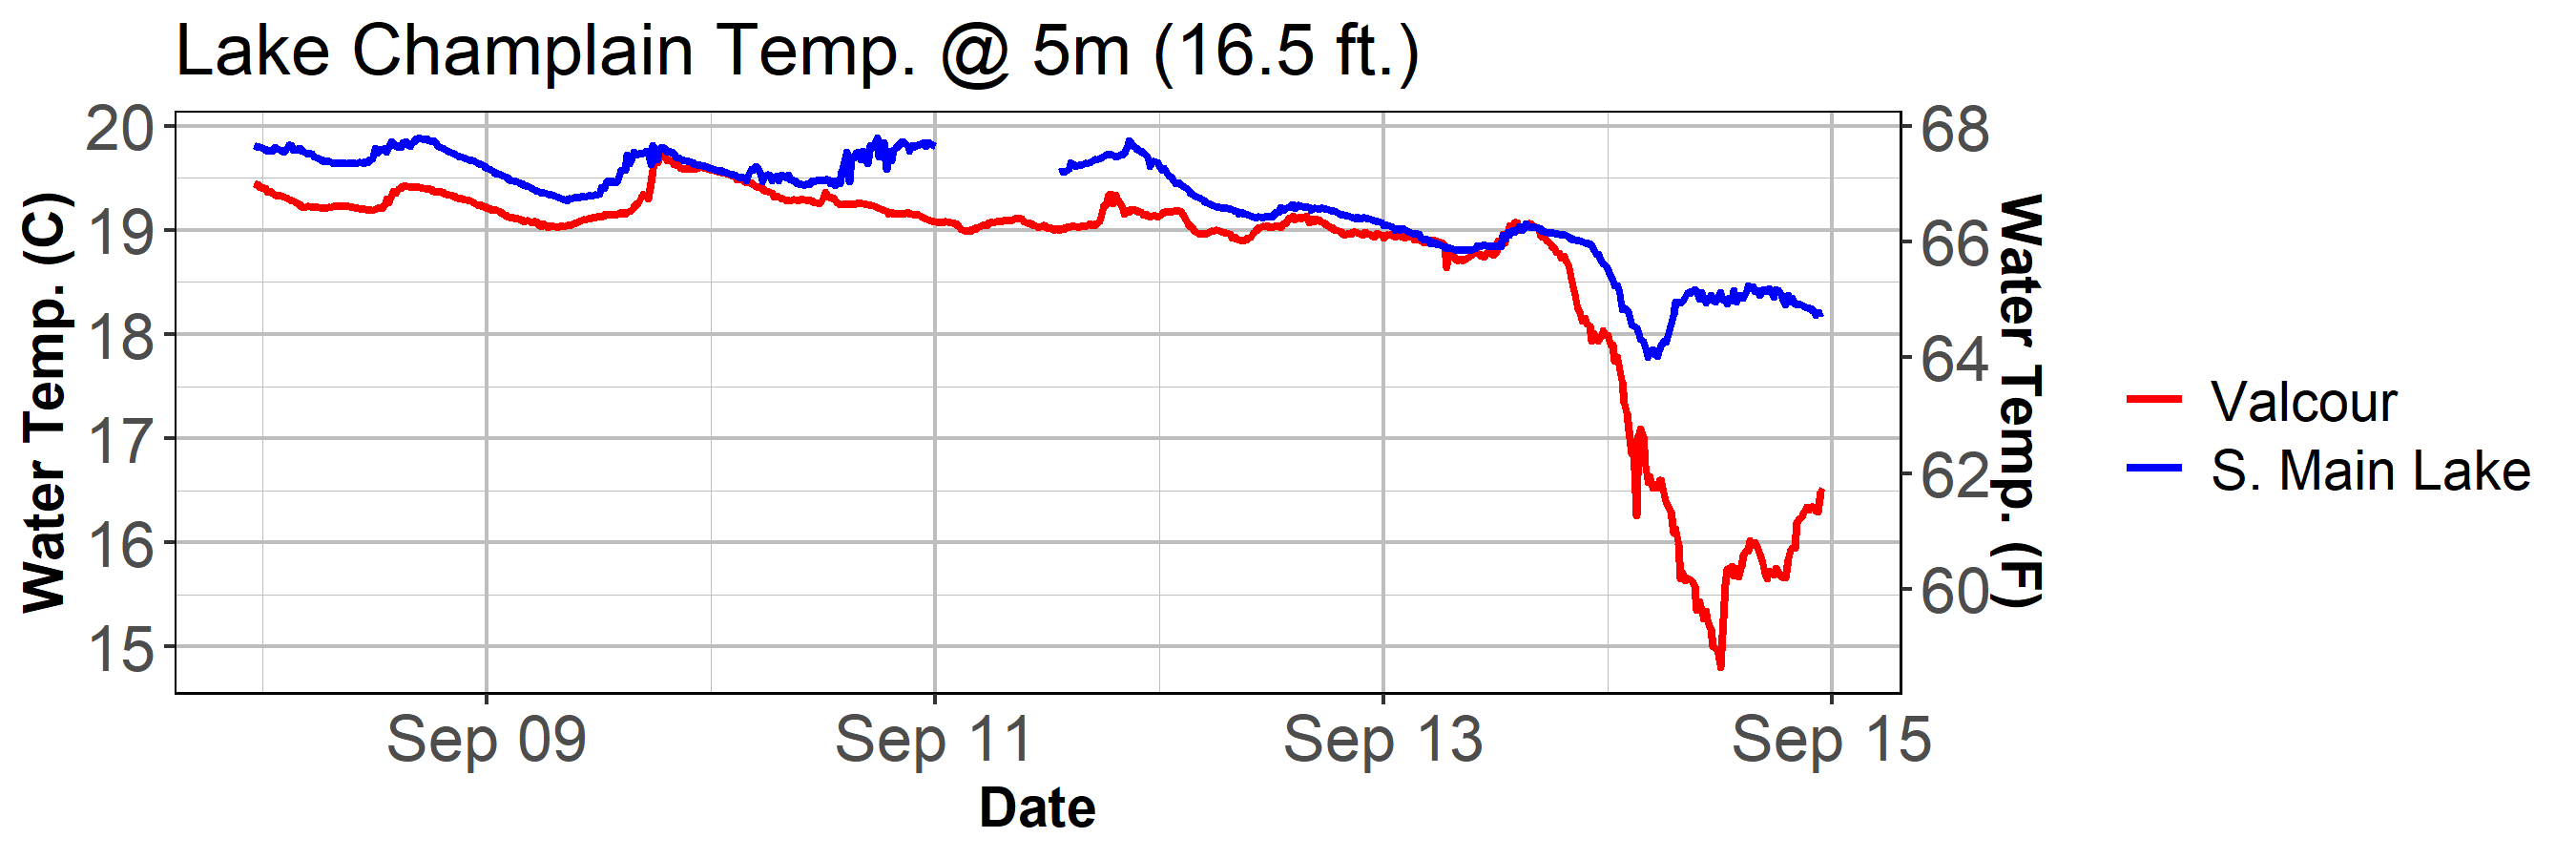 Lake Champlain Temp. @ 5m (16.5 ft.)
Water Temp. (C)
20
19
18
17
16
15
68
66
64
62
60
Water Temp. (F)
Sep 09
Sep 11
Sep 13
Sep 15
Date
Valcour
S. Main Lake